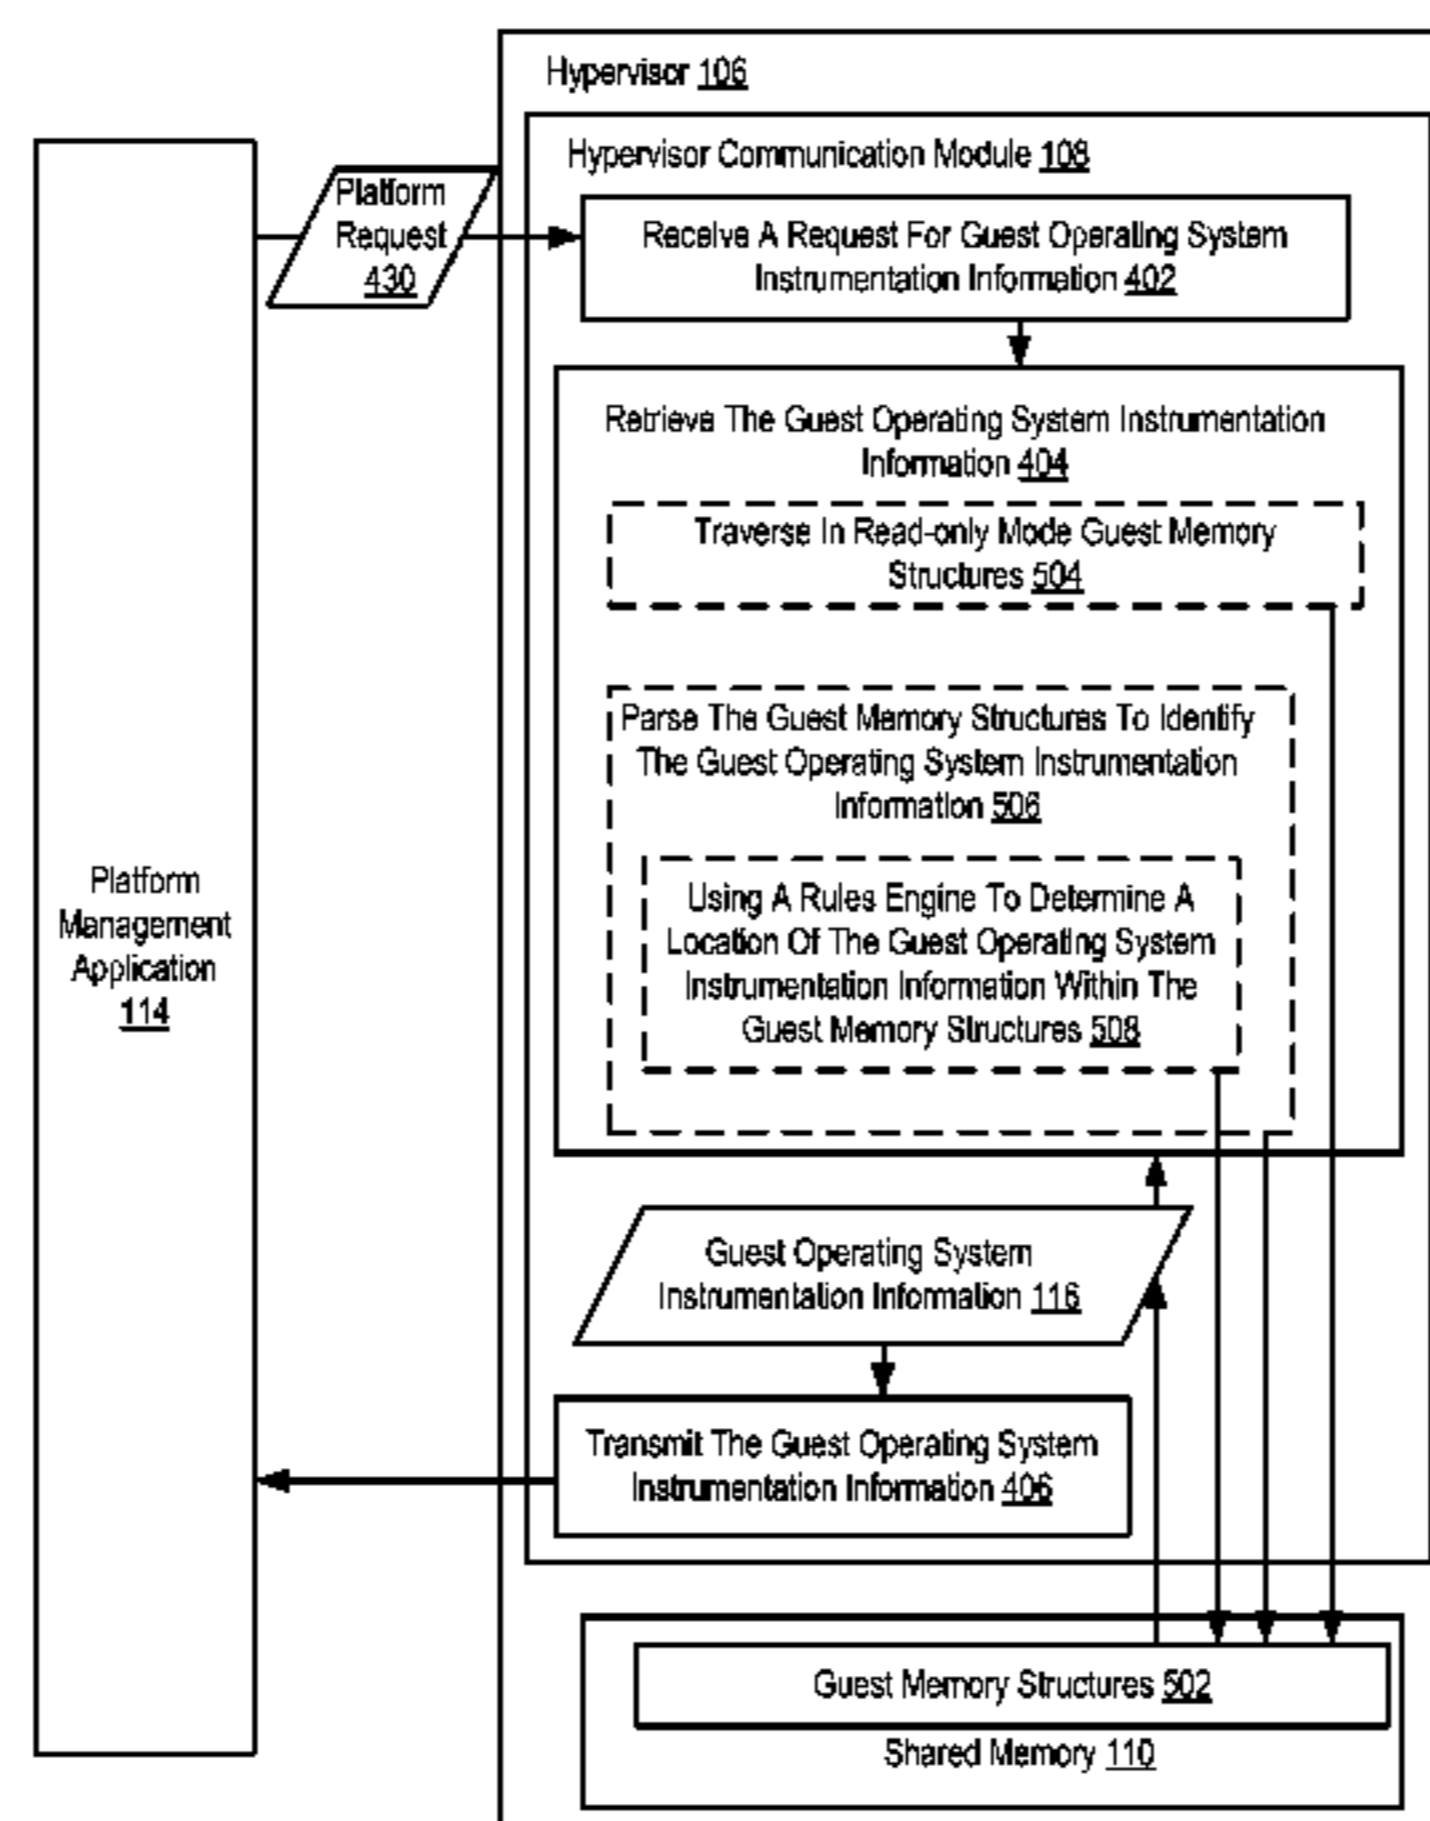 Hypervisor 106
Hypervisor Communication Module 108
Platform
Request
430
Receive A Request For Guest Operating System
Instrumentation Information 402
Retrieve The Guest Operating System Instrumentation
Information 404
Traverse In Read-only Mode Guest Memory
Structures 504
Parse The Guest Memory Structures To Identify
The Guest Operating System Instrumentation
Information 506
Using A Rules Engine To Determine A
Location Of The Guest Operating System
Instrumentation Information Within The
Guest Memory Structures 508
Platform
Management
Application
114
Guest Operating System
Instrumentation Information 116
Transmit The Guest Operating System
Instrumentation Information 406
Guest Memory Structures 502
Shared Memory 110